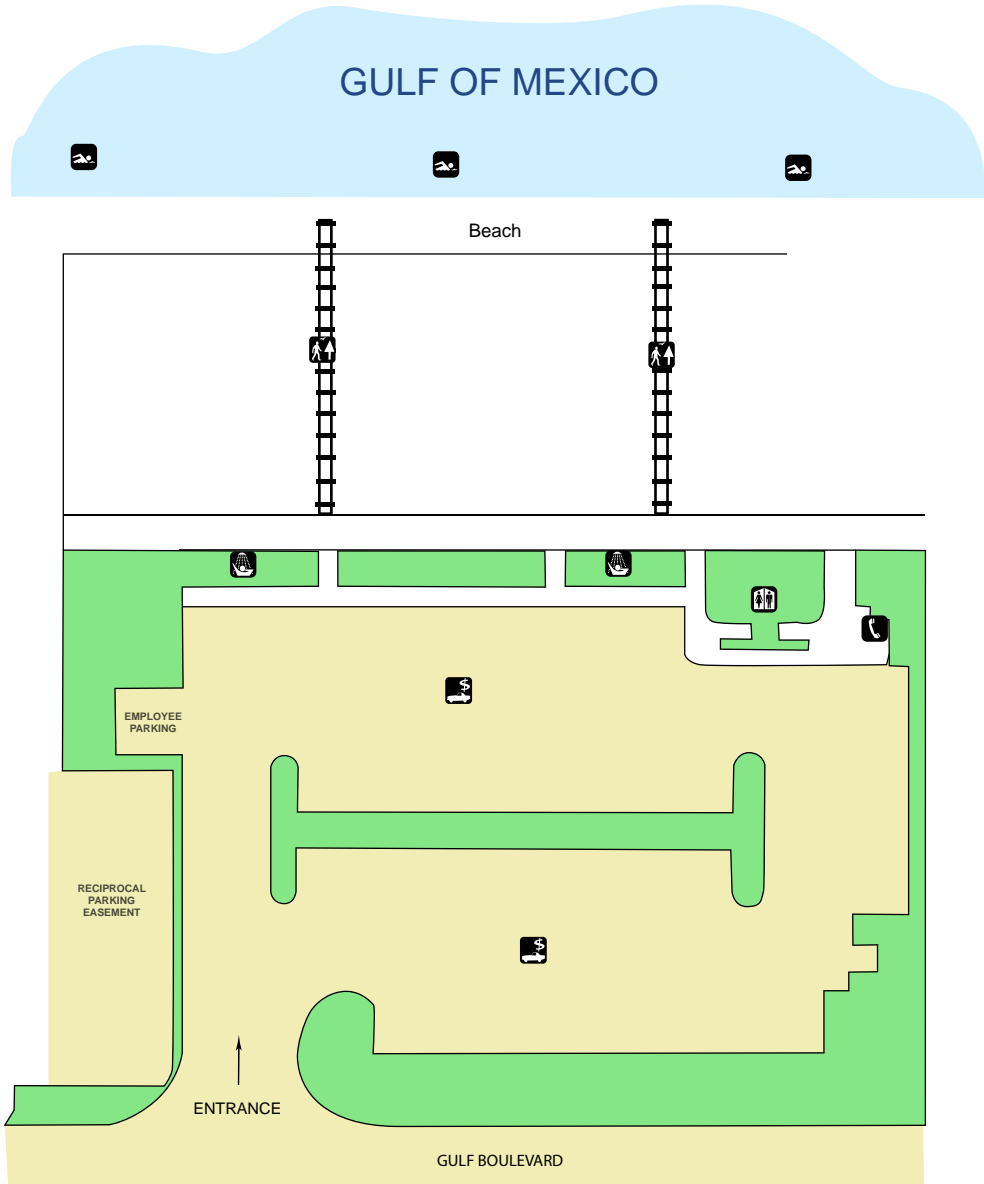 GULF OF MEXICO
Beach
$
EMPLOYEE
PARKING
RECIPROCAL
PARKING
EASEMENT
$
ENTRANCE
GULF BOULEVARD